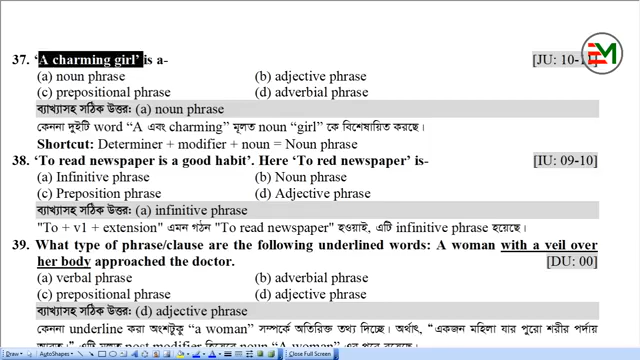 37. ‘A charming girl’ is a- [JU: 10-11]
(a) noun phrase (b) adjective phrase
(c) prepositional phrase (d) adverbial phrase
ব্যাখ্যাসহ সঠিক উত্তরঃ (a) noun phrase
কেননা দুইটি word “A এবং charming” মূলত noun “girl” কে বিশেষায়িত করছে।
Shortcut: Determiner + modifier + noun = Noun phrase
38. ‘To read newspaper is a good habit’. Here ‘To red newspaper’ is- [IU: 09-10]
(a) Infinitive phrase (b) Noun phrase
(c) Preposition phrase (d) Adjective phrase
ব্যাখ্যাসহ সঠিক উত্তরঃ (a) infinitive phrase
"To + v1 + extension" এমন গঠন "To read newspaper" হওয়াই, এটি infinitive phrase হয়েছে।
39. What type of phrase/clause are the following underlined words: A woman with a veil over
her body approached the doctor. [DU: 00]
(a) verbal phrase (b) adverbial phrase
(c) prepositional phrase (d) adjective phrase
ব্যাখ্যাসহ সঠিক উত্তরঃ (d) adjective phrase
কেননা underline করা অংশটুকু “a woman” সম্পর্কে অতিরিক্ত তথ্য দিচ্ছে। অর্থাৎ, “একজন মহিলা যার পুরো শরীর পর্দায়
Draw AutoShapes Close Full Screen